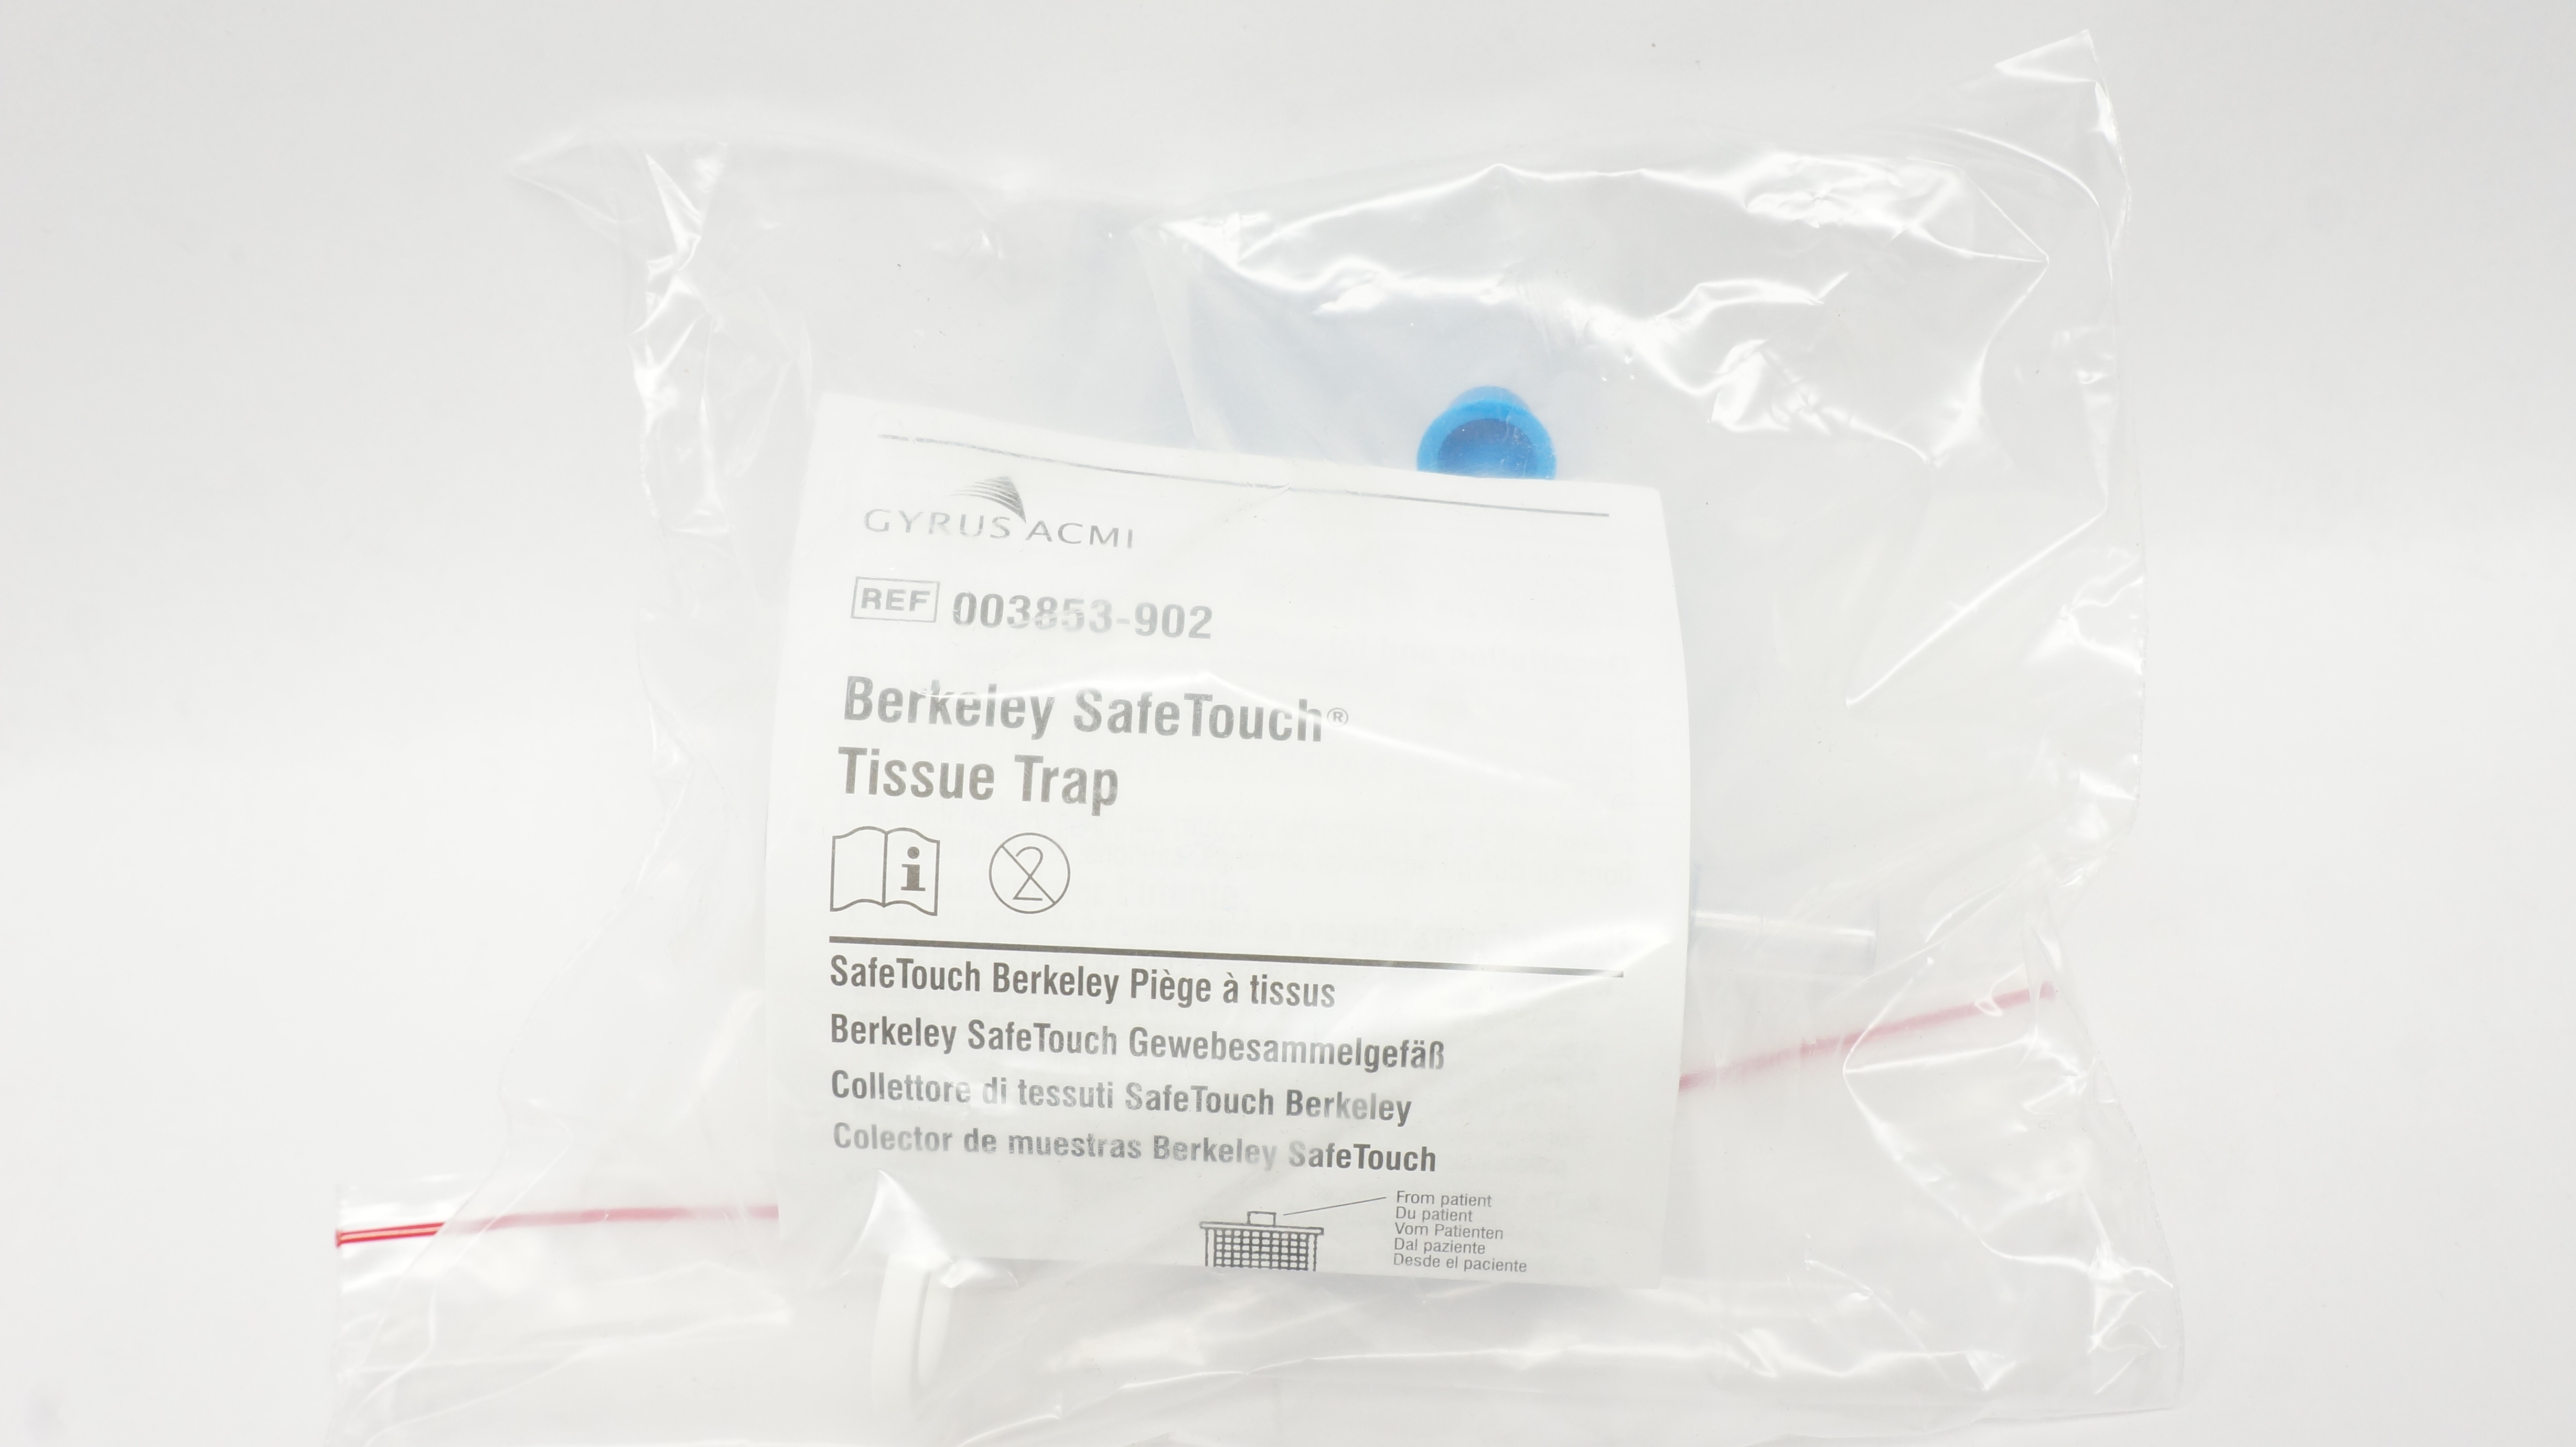 GYRUS ACMI
REF 003853-902
Berkeley SafeTouch®
Tissue Trap
i 2
SafeTouch Berkeley Piège à tissus
Berkeley SafeTouch Gewebesammelgefäß
Collettore di tessuti SafeTouch Berkeley
Colector de muestras Berkeley SafeTouch
From patient
Du patient
Vom Patienten
Dal paziente
Desde el paciente